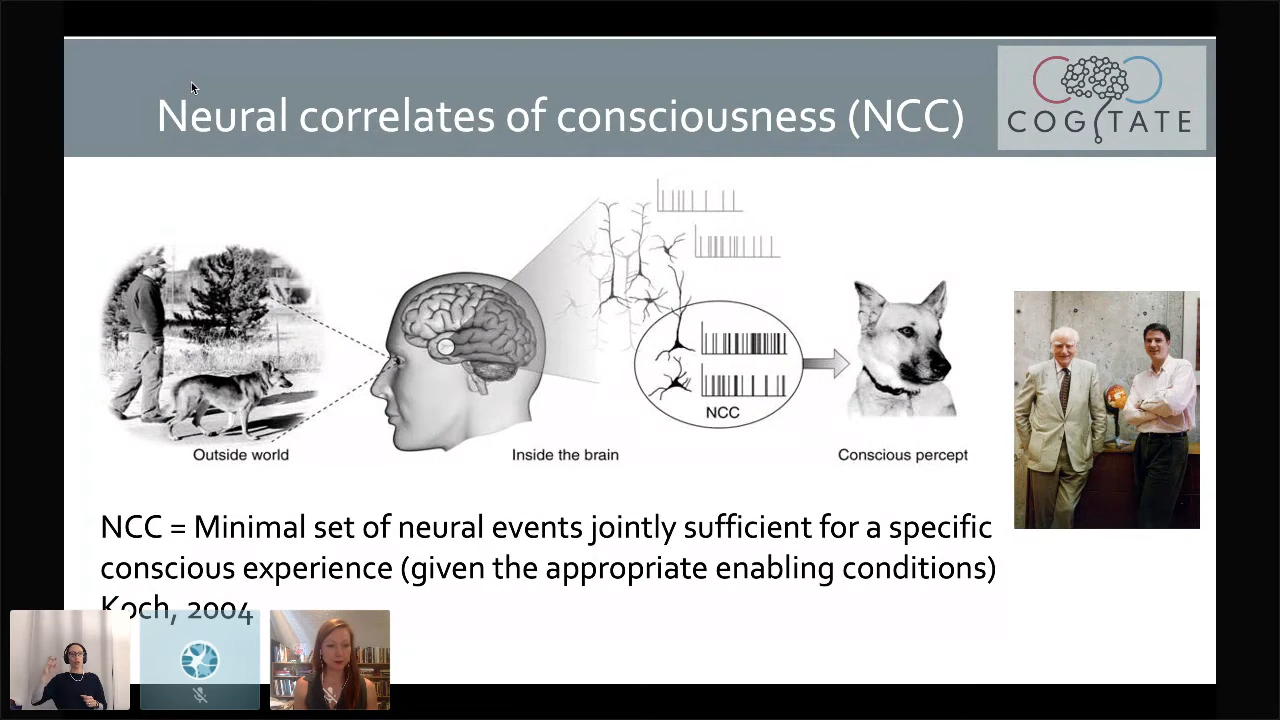 Neural correlates of consciousness (NCC)
COGITATE
NCC
Outside world
Inside the brain
Conscious percept
NCC = Minimal set of neural events jointly sufficient for a specific
conscious experience (given the appropriate enabling conditions)
Koch, 2004